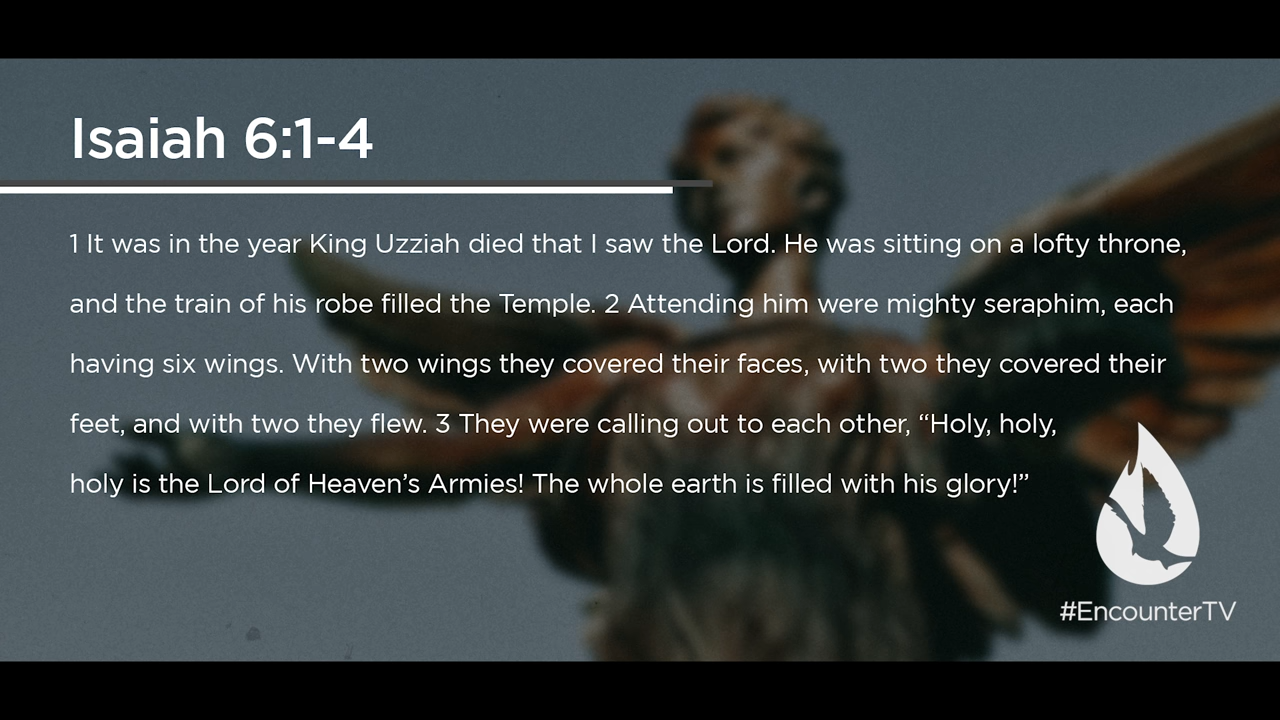 Isaiah 6:1-4
1 It was in the year King Uzziah died that I saw the Lord. He was sitting on a lofty throne,
and the train of his robe filled the Temple. 2 Attending him were mighty seraphim, each
having six wings. With two wings they covered their faces, with two they covered their
feet, and with two they flew. 3 They were calling out to each other, “Holy, holy,
holy is the Lord of Heaven’s Armies! The whole earth is filled with his glory!”
#EncounterTV